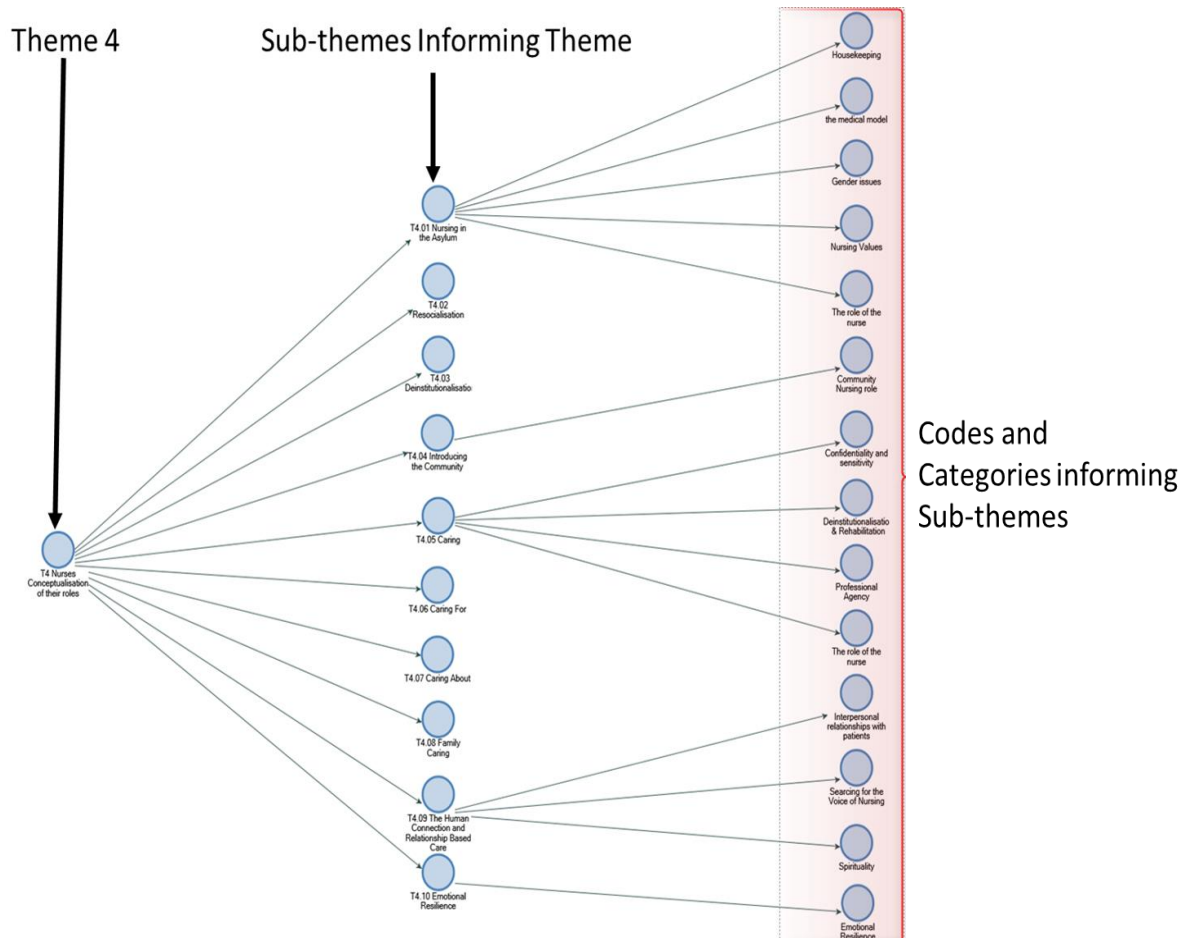 Theme 4
Sub-themes Informing Theme
T4 Nurses
Conceptualisation
of their roles
T4.01 Nursing in
the Asylum
T4.02
Resocialisation
T4.03
Deinstitutionalisatio
T4.04 Introducing
the Community
T4.05 Caring
T4.06 Caring For
T4.07 Caring About
T4.08 Family
Caring
T4.09 The Human
Connection and
Relationship Based
Care
T4.10 Emotional
Resilience
Housekeeping
the medical model
Gender issues
Nursing Values
The role of the
nurse
Community
Nursing role
Confidentiality and
sensitivity
Deinstitutionalisatio
& Rehabilitation
Professional
Agency
The role of the
nurse
Interpersonal
relationships with
patients
Searcing for the
Voice of Nursing
Spirituality
Emotional
Resilience
Codes and
Categories informing
Sub-themes